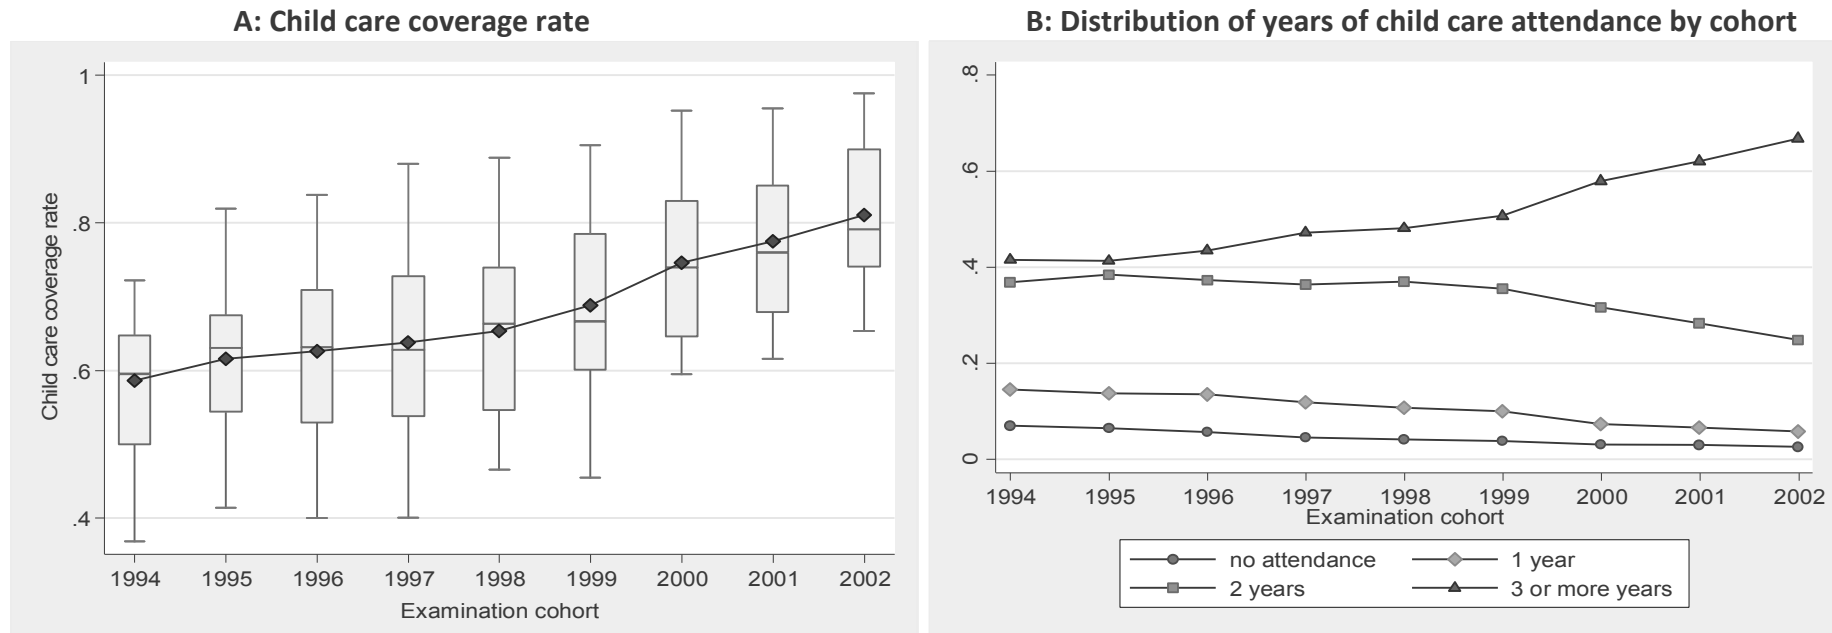 A: Child care coverage rate
Child care coverage rate
1
.8
.6
.4
1994 1995 1996 1997 1998 1999 2000 2001 2002
Examination cohort
B: Distribution of years of child care attendance by cohort
.8
.6
.4
.2
0
1994 1995 1996 1997 1998 1999 2000 2001 2002
Examination cohort
no attendance 1 year
2 years 3 or more years